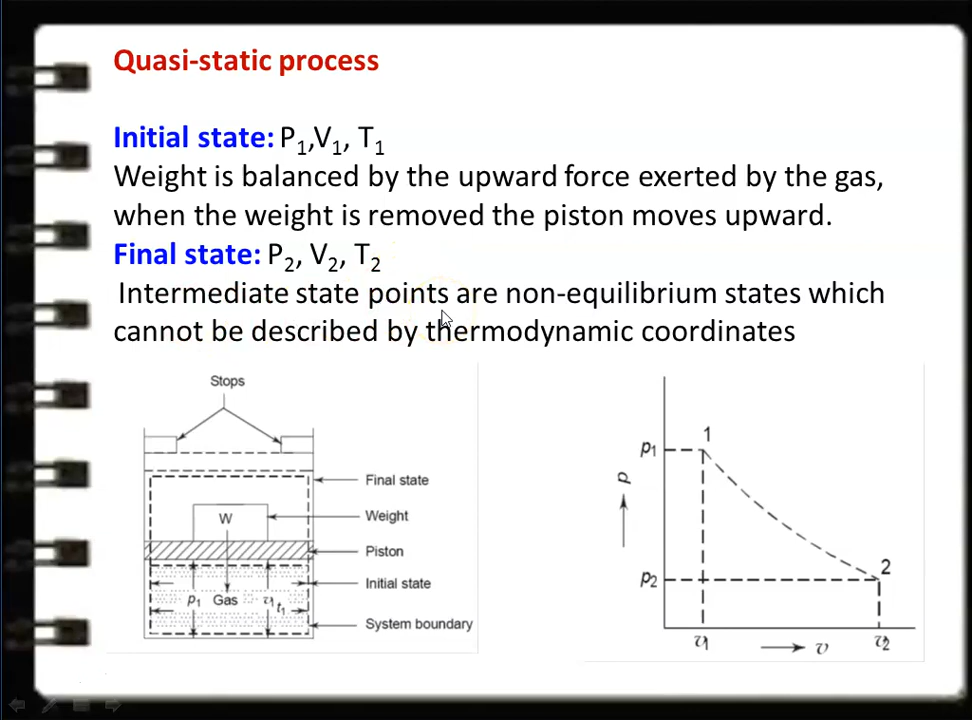 Quasi-static process
Initial state: P₁,V₁, T₁
Weight is balanced by the upward force exerted by the gas,
when the weight is removed the piston moves upward.
Final state: P₂, V₂, T₂
Intermediate state points are non-equilibrium states which
cannot be described by thermodynamic coordinates
Stops
Final state
W
Weight
Piston
Initial state
p₁ Gas v₁ t₁
System boundary
p₁
1
p
p₂
2
v₁
v
v₂